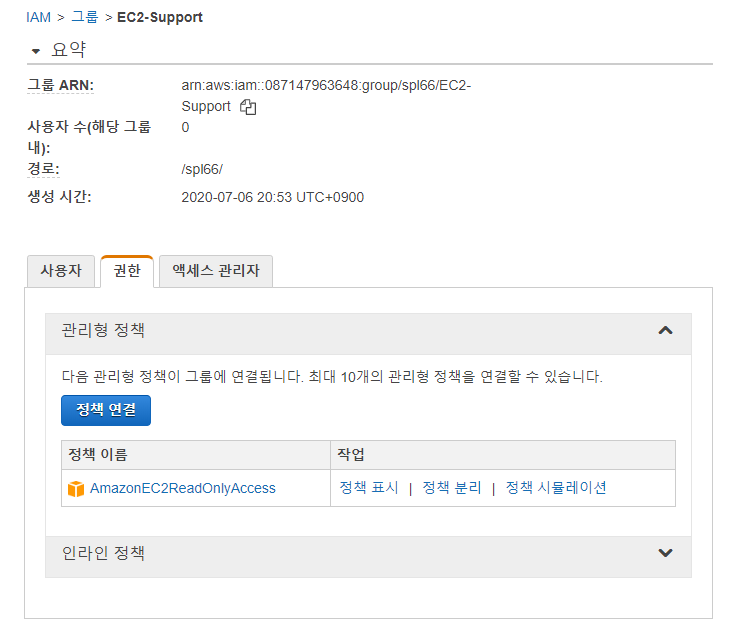 IAM > 그룹 > EC2-Support
요약
그룹 ARN: arn:aws:iam::087147963648:group/spl66/EC2-
Support
사용자 수(해당 그룹 0
내):
경로: /spl66/
생성 시간: 2020-07-06 20:53 UTC+0900
사용자 권한 액세스 관리자
관리형 정책
다음 관리형 정책이 그룹에 연결됩니다. 최대 10개의 관리형 정책을 연결할 수 있습니다.
정책 연결
정책 이름 작업
AmazonEC2ReadOnlyAccess 정책 표시 | 정책 분리 | 정책 시뮬레이션
인라인 정책